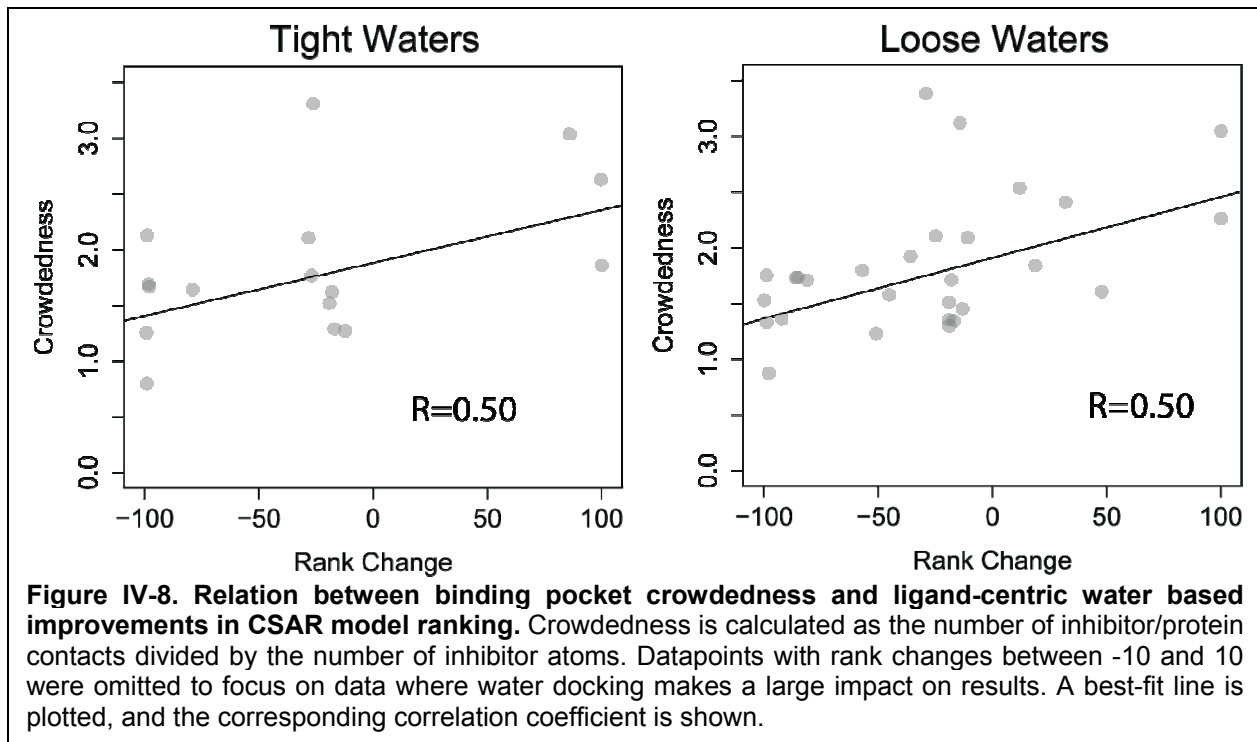 Tight Waters
Crowdedness
0.0 1.0 2.0 3.0
R=0.50
−100 −50 0 50 100
Rank Change
Loose Waters
Crowdedness
0.0 1.0 2.0 3.0
R=0.50
−100 −50 0 50 100
Rank Change
Figure IV-8. Relation between binding pocket crowdedness and ligand-centric water based
improvements in CSAR model ranking. Crowdedness is calculated as the number of inhibitor/protein
contacts divided by the number of inhibitor atoms. Datapoints with rank changes between -10 and 10
were omitted to focus on data where water docking makes a large impact on results. A best-fit line is
plotted, and the corresponding correlation coefficient is shown.